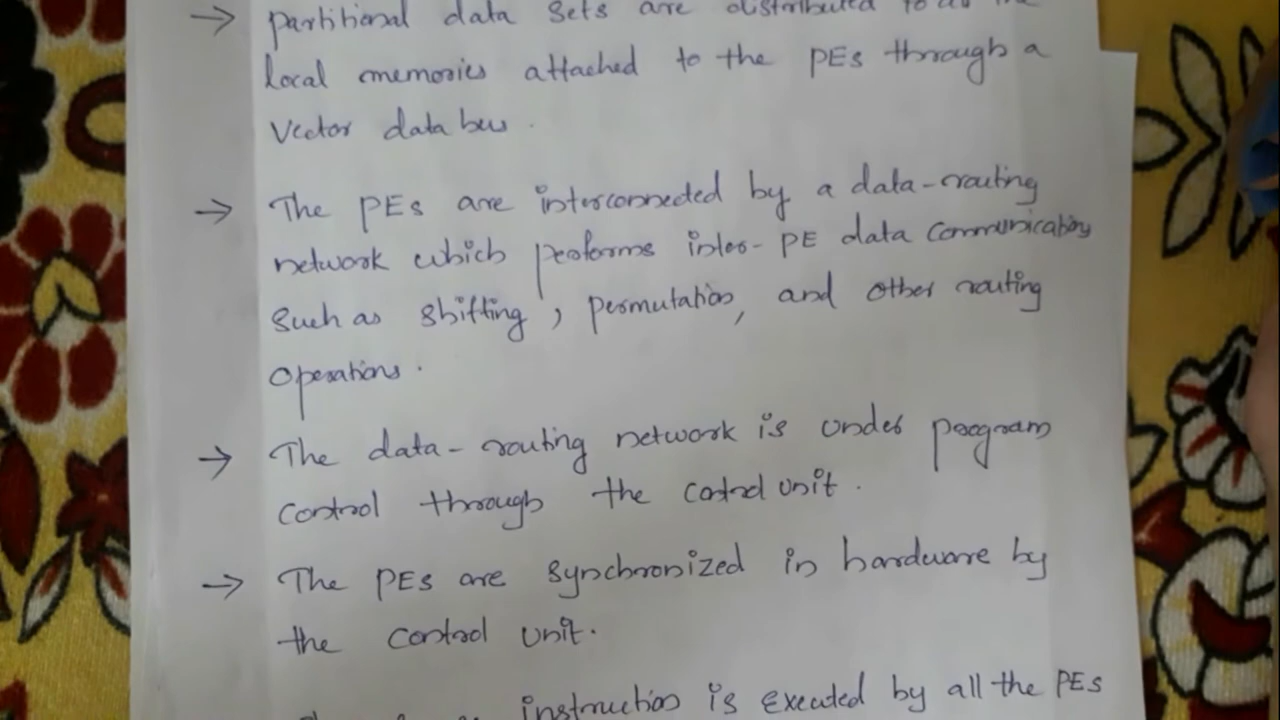 → partitional data sets are distributed to all the
local memories attached to the PEs through a
Vector data bus.
→ The PEs are interconnected by a data-routing
network which performs inter-PE data communication
such as shifting, permutation, and other routing
operations.
→ The data-routing network is under program
control through the control unit.
→ The PEs are synchronized in hardware by
the control unit.
instruction is executed by all the PEs